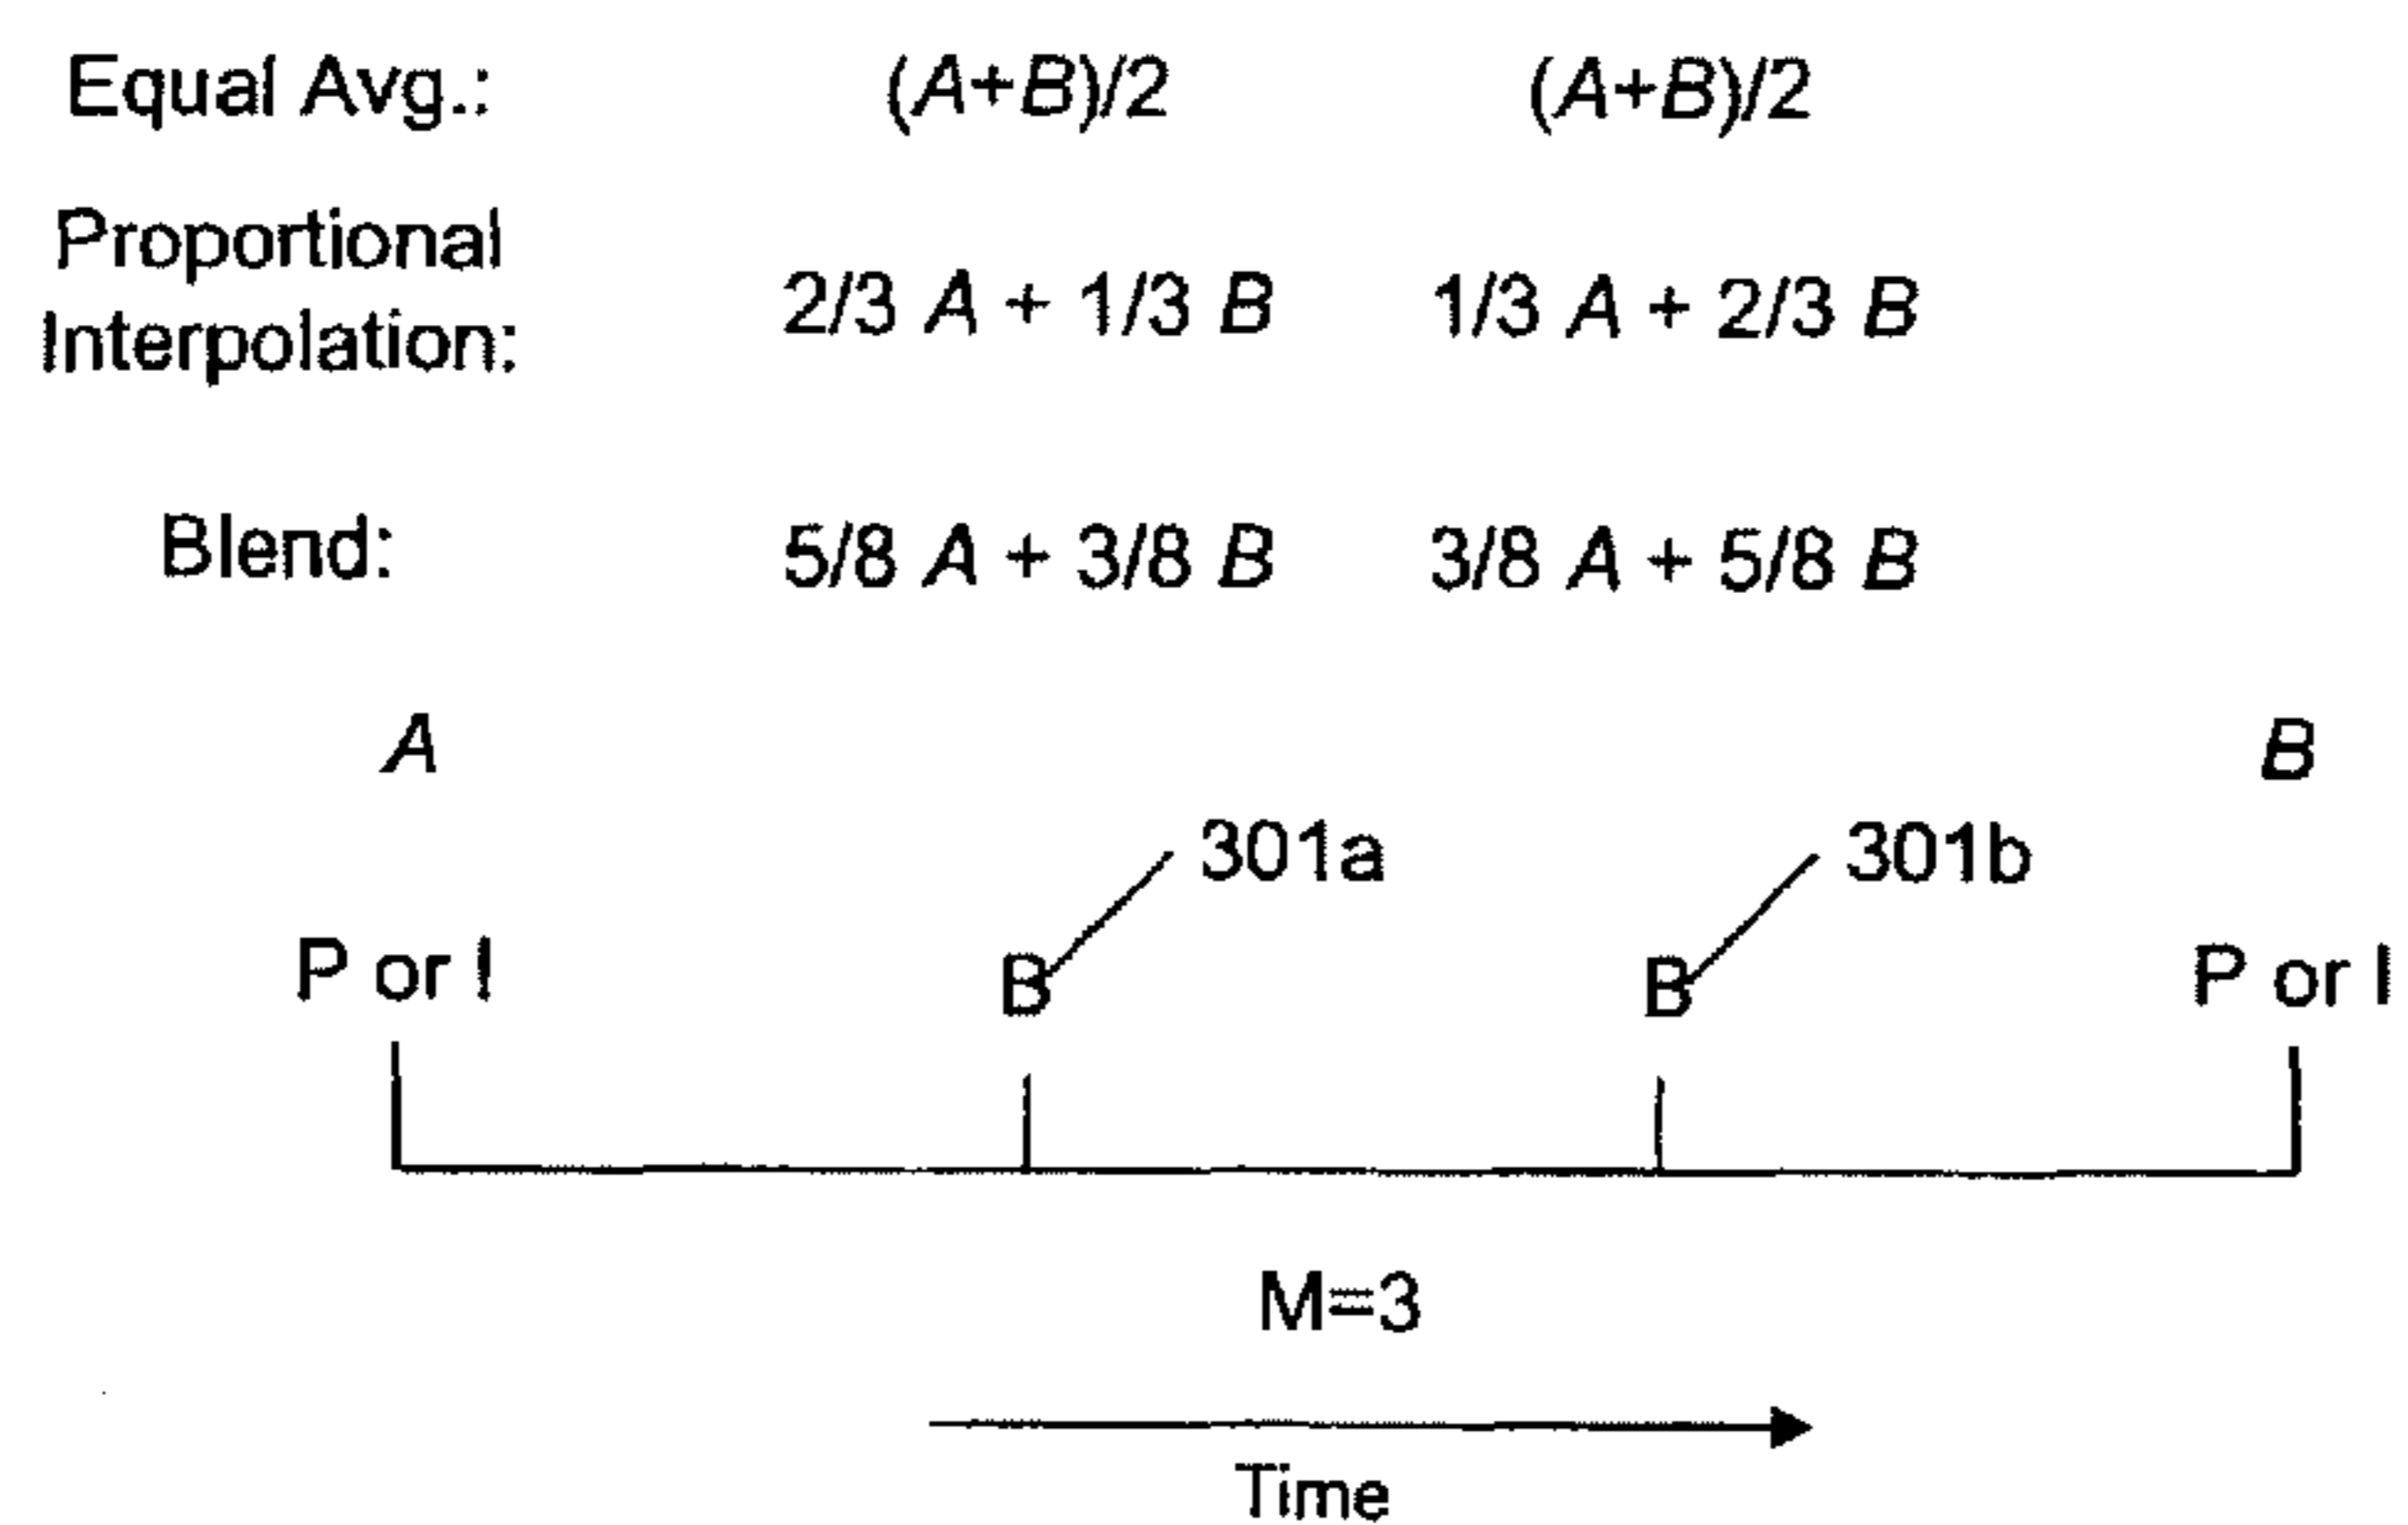 Equal Avg.: (A+B)/2 (A+B)/2
Proportional
Interpolation: 2/3 A + 1/3 B 1/3 A + 2/3 B
Blend: 5/8 A + 3/8 B 3/8 A + 5/8 B
A B
301a 301b
P or I B B P or I
M=3
Time